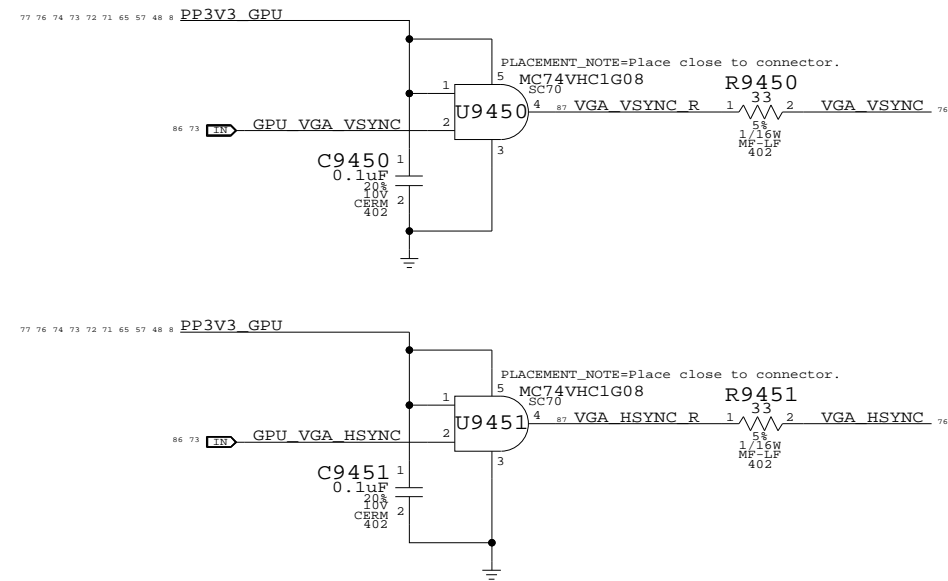 77 76 74 73 72 71 65 57 48 8 PP3V3_GPU
PLACEMENT_NOTE=Place close to connector.
5 MC74VHC1G08
SC70
R9450
33
1
U9450
4 87 VGA_VSYNC_R 1 2 VGA_VSYNC 76
86 73 IN GPU_VGA_VSYNC 2
5%
1/16W
MF-LF
402
3
C9450 1
0.1uF
20%
10V
CERM 2
402
77 76 74 73 72 71 65 57 48 8 PP3V3_GPU
PLACEMENT_NOTE=Place close to connector.
5 MC74VHC1G08
SC70
R9451
33
1
U9451
4 87 VGA_HSYNC_R 1 2 VGA_HSYNC 76
86 73 IN GPU_VGA_HSYNC 2
5%
1/16W
MF-LF
402
3
C9451 1
0.1uF
20%
10V
CERM 2
402